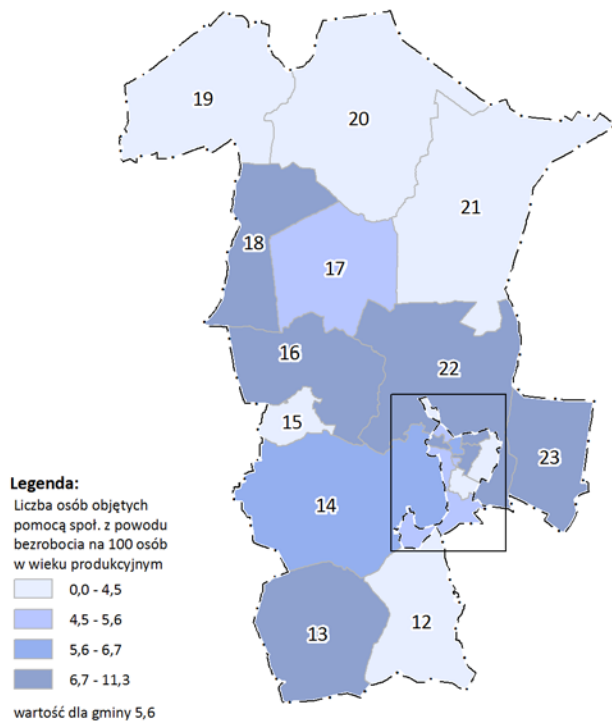 19
20
21
18
17
16
22
15
23
14
13
12
Legenda:
Liczba osób objętych
pomocą społ. z powodu
bezrobocia na 100 osób
w wieku produkcyjnym
0,0 - 4,5
4,5 - 5,6
5,6 - 6,7
6,7 - 11,3
wartość dla gminy 5,6